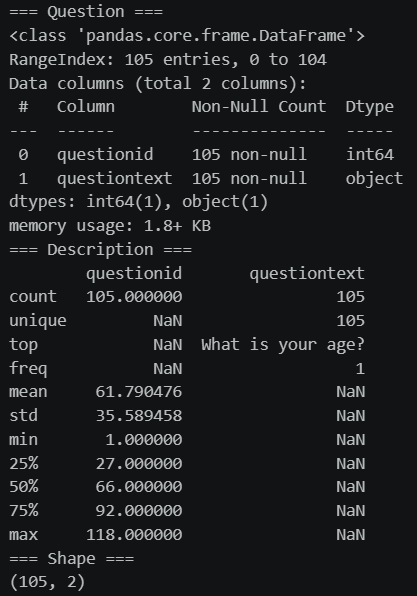 === Question ===
<class 'pandas.core.frame.DataFrame'>
RangeIndex: 105 entries, 0 to 104
Data columns (total 2 columns):
 #   Column        Non-Null Count  Dtype
---  ------        --------------  -----
 0   questionid    105 non-null    int64
 1   questiontext  105 non-null    object
dtypes: int64(1), object(1)
memory usage: 1.8+ KB
=== Description ===
        questionid       questiontext
count   105.000000                105
unique         NaN                105
top            NaN  What is your age?
freq           NaN                  1
mean     61.790476                NaN
std      35.589458                NaN
min       1.000000                NaN
25%      27.000000                NaN
50%      66.000000                NaN
75%      92.000000                NaN
max     118.000000                NaN
=== Shape ===
(105, 2)